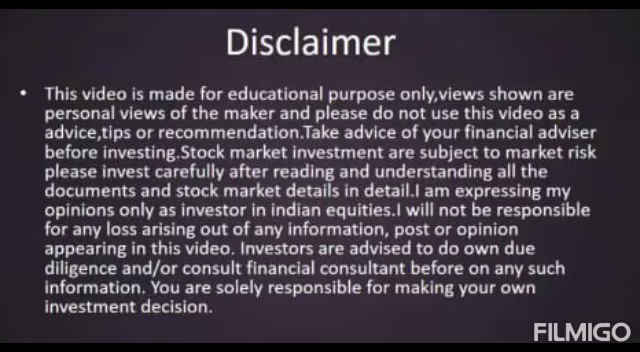 Disclaimer
• This video is made for educational purpose only,views shown are
personal views of the maker and please do not use this video as a
advice,tips or recommendation.Take advice of your financial adviser
before investing.Stock market investment are subject to market risk
please invest carefully after reading and understanding all the
documents and stock market details in detail.I am expressing my
opinions only as investor in indian equities.I will not be responsible
for any loss arising out of any information, post or opinion
appearing in this video. Investors are advised to do own due
diligence and/or consult financial consultant before on any such
information. You are solely responsible for making your own
investment decision.
FILMIGO